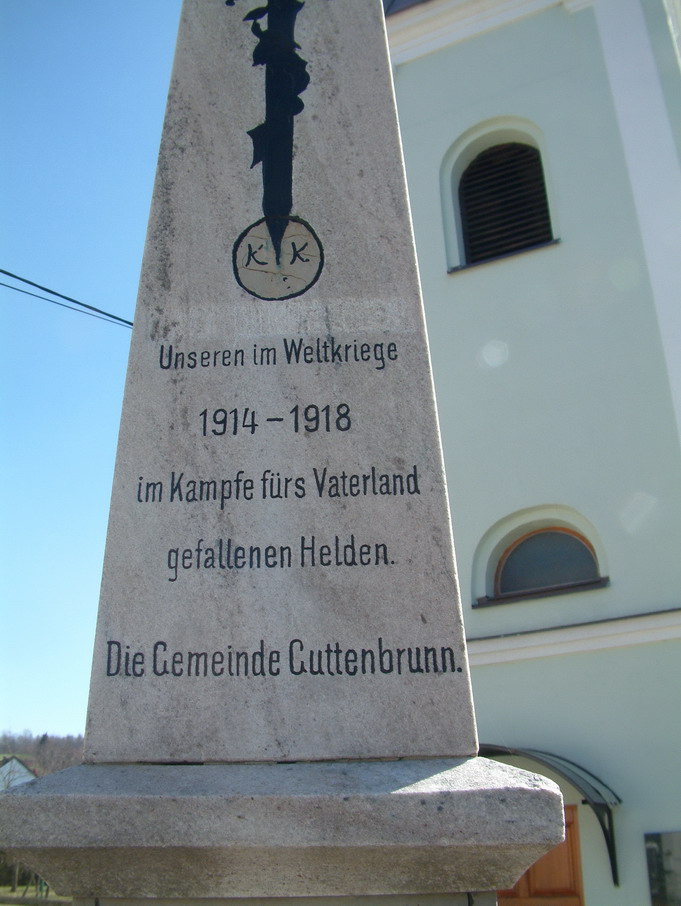 K K
Unseren im Weltkriege
1914 – 1918
im Kampfe fürs Vaterland
gefallenen Helden.
Die Gemeinde Guttenbrunn.